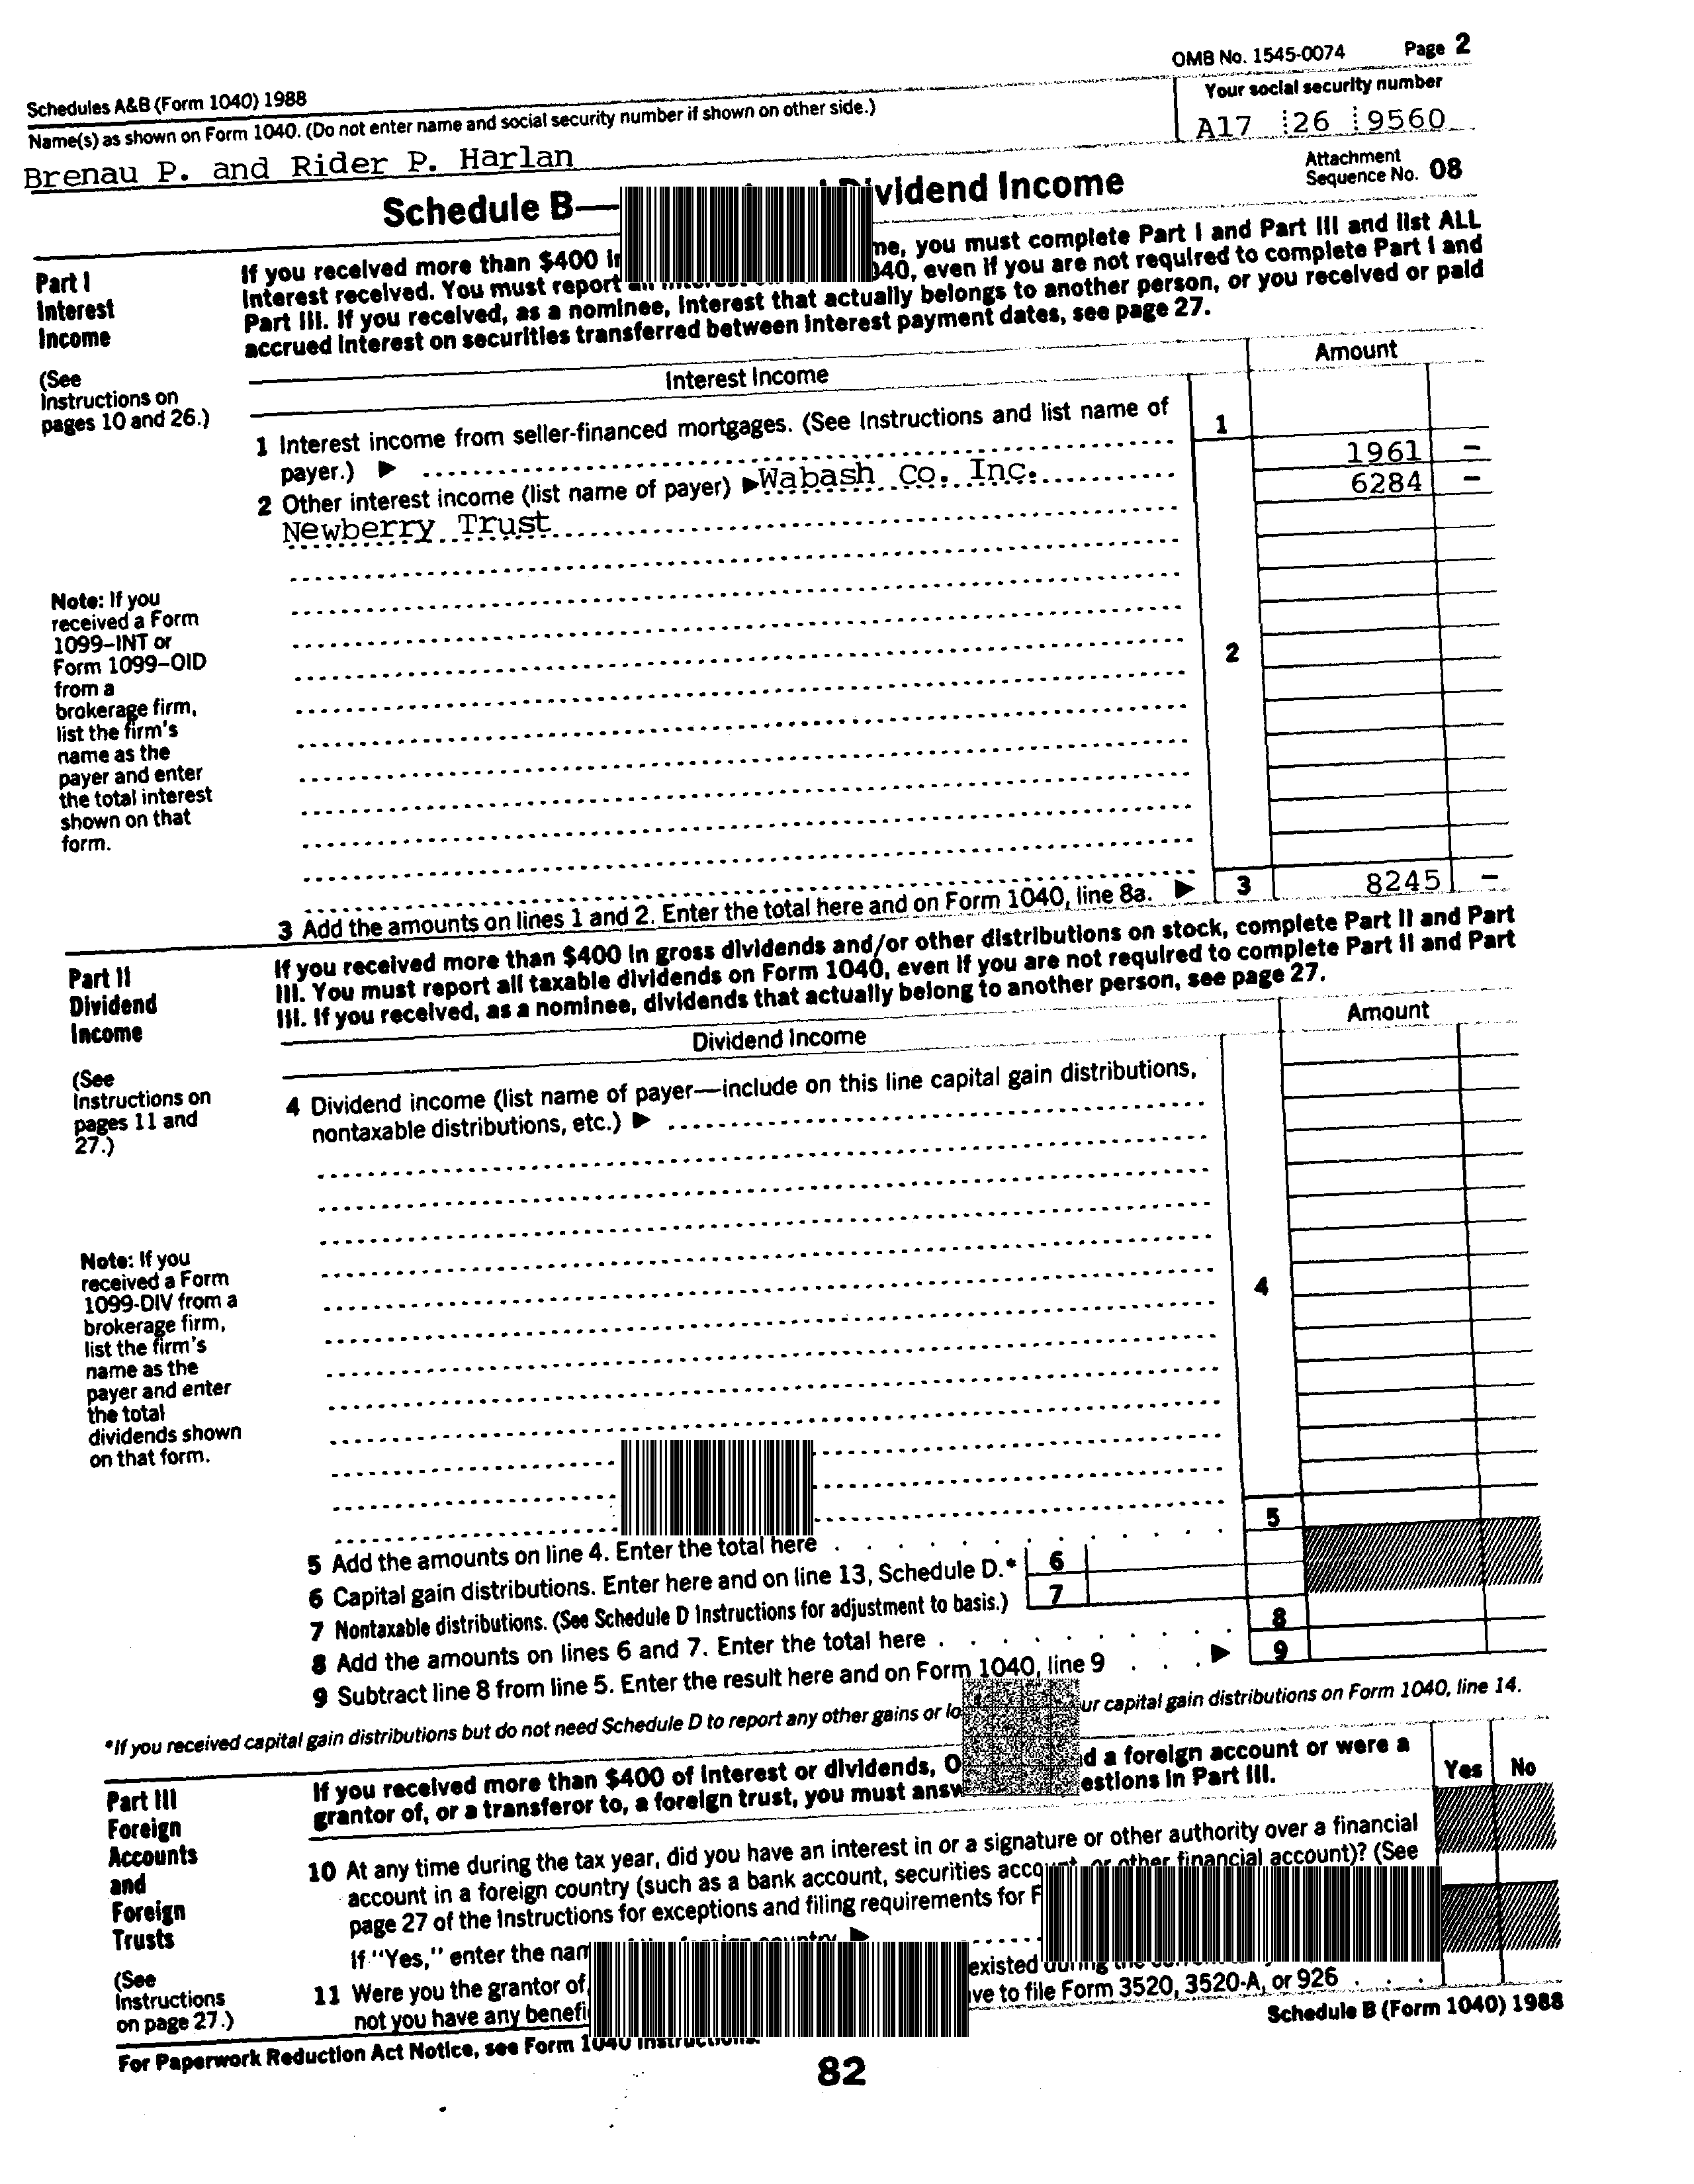 OMB No. 1545-0074 Page 2
Schedules A&B (Form 1040) 1988
Name(s) as shown on Form 1040. (Do not enter name and social security number if shown on other side.)
Your social security number
Brenau P. and Rider P. Harlan
A17 26 9560
Schedule B— Dividend Income
Attachment
Sequence No. 08
Part I
Interest
Income
(See
Instructions on
pages 10 and 26.)
If you received more than $400 you must complete Part I and Part III and list ALL
interest received. You must report even if you are not required to complete Part I and
Part III. If you received, as a nominee, interest that actually belongs to another person, or you received or paid
accrued interest on securities transferred between interest payment dates, see page 27.
Interest Income
Amount
1 Interest income from seller-financed mortgages. (See Instructions and list name of
payer.) ▶
1
2 Other interest income (list name of payer) ▶ Wabash Co. Inc. 1961 –
Newberry Trust 6284 –
2
Note: If you
received a Form
1099–INT or
Form 1099–OID
from a
brokerage firm,
list the firm's
name as the
payer and enter
the total interest
shown on that
form.
3 Add the amounts on lines 1 and 2. Enter the total here and on Form 1040, line 8a. ▶ 3 8245 –
Part II
Dividend
Income
(See
Instructions on
pages 11 and
27.)
If you received more than $400 in gross dividends and/or other distributions on stock, complete Part II and Part
III. You must report all taxable dividends on Form 1040, even if you are not required to complete Part II and Part
III. If you received, as a nominee, dividends that actually belong to another person, see page 27.
Dividend Income
Amount
4 Dividend income (list name of payer—include on this line capital gain distributions,
nontaxable distributions, etc.) ▶
4
Note: If you
received a Form
1099-DIV from a
brokerage firm,
list the firm's
name as the
payer and enter
the total
dividends shown
on that form.
5 Add the amounts on line 4. Enter the total here 5
6 Capital gain distributions. Enter here and on line 13, Schedule D.* 6
7 Nontaxable distributions. (See Schedule D Instructions for adjustment to basis.) 7
8 Add the amounts on lines 6 and 7. Enter the total here 8
9 Subtract line 8 from line 5. Enter the result here and on Form 1040, line 9 ▶ 9
*If you received capital gain distributions but do not need Schedule D to report any other gains or capital gain distributions on Form 1040, line 14.
Part III
Foreign
Accounts
and
Foreign
Trusts
(See
Instructions
on page 27.)
If you received more than $400 of interest or dividends, a foreign account or were a
grantor of, or a transferor to, a foreign trust, you must in Part III.
Yes No
10 At any time during the tax year, did you have an interest in or a signature or other authority over a financial
account in a foreign country (such as a bank account, securities account, or other financial account)? (See
page 27 of the Instructions for exceptions and filing requirements for
If "Yes," enter the foreign country ▶
11 Were you the grantor of, existed during
not you have any to file Form 3520, 3520-A, or 926
For Paperwork Reduction Act Notice, see Form 1040 Instructions.
Schedule B (Form 1040) 1988
82